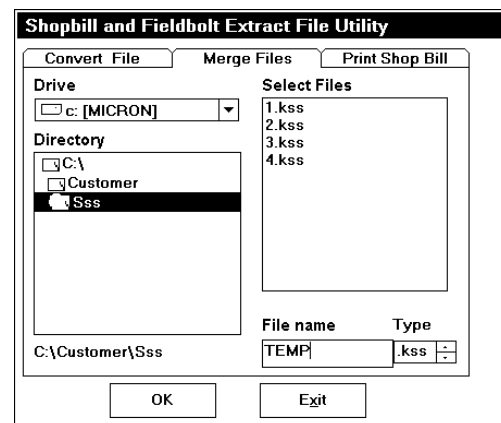 Shopbill and Fieldbolt Extract File Utility
Convert File
Merge Files
Print Shop Bill
Drive
c: [MICRON]
Directory
C:\
Customer
Sss
C:\Customer\Sss
Select Files
1.kss
2.kss
3.kss
4.kss
File name
Type
TEMP
.kss
OK
Exit